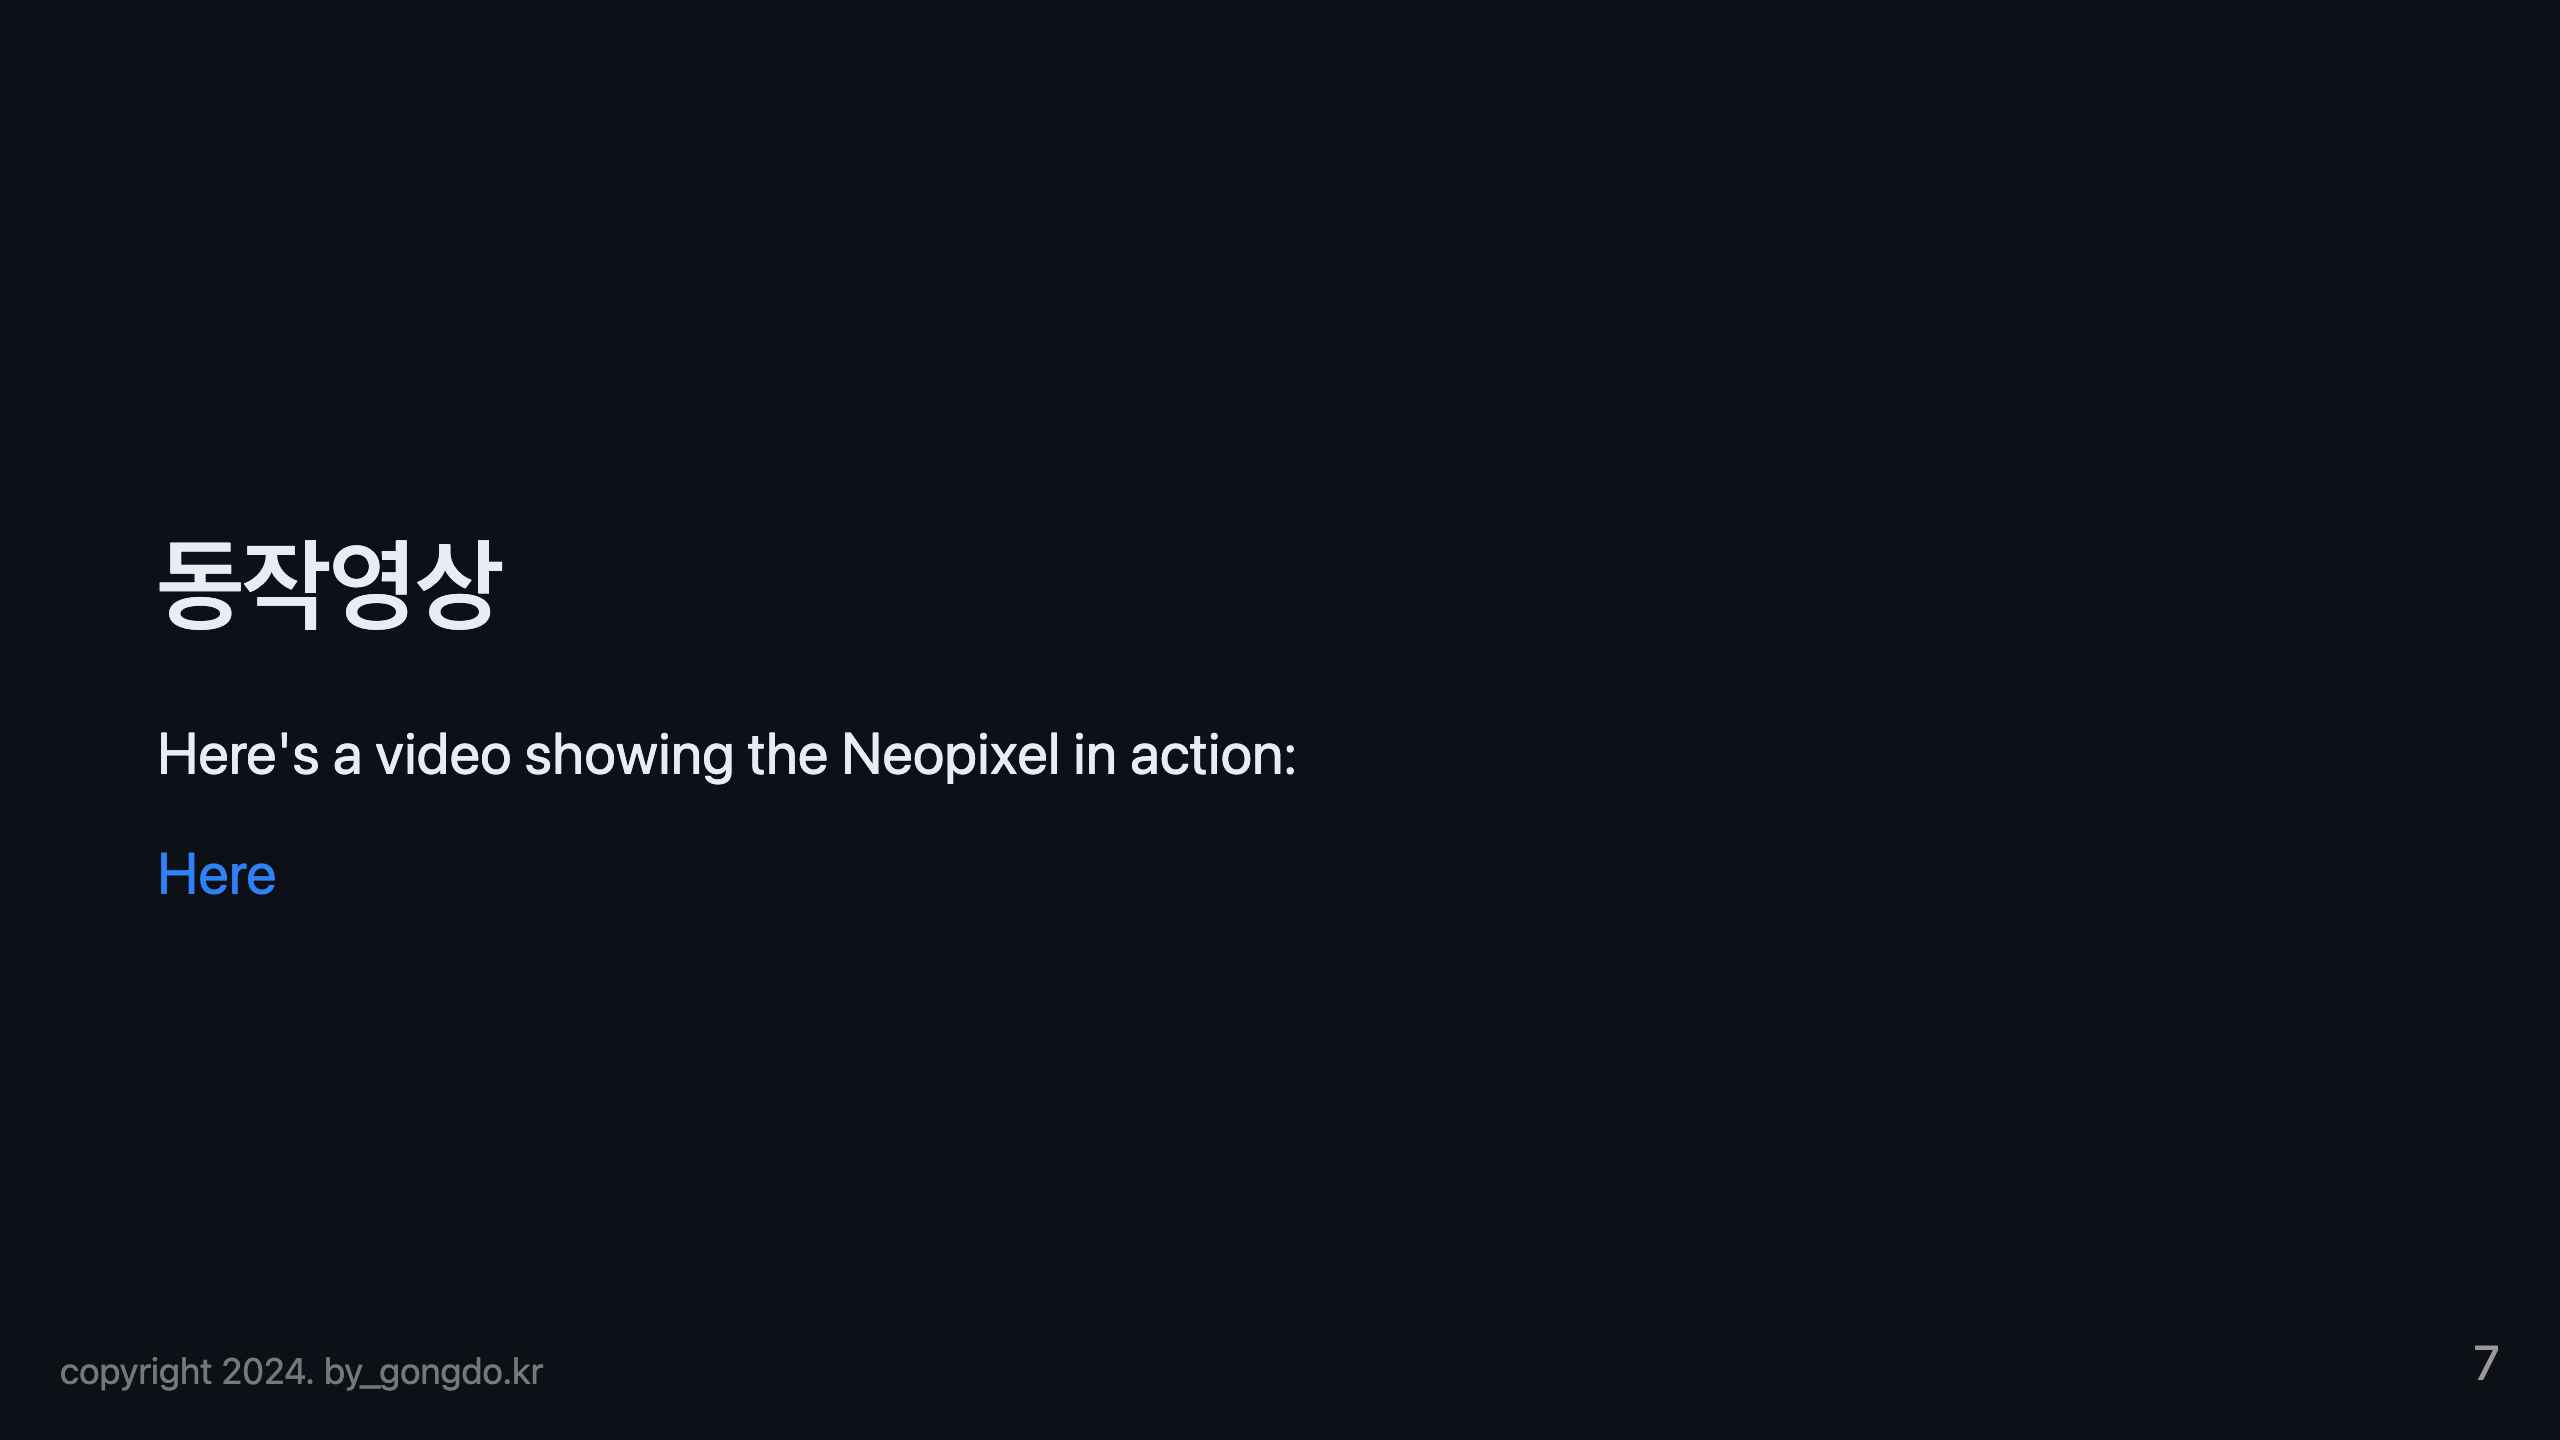 동작영상
Here's a video showing the Neopixel in action:
Here
copyright 2024. by_gongdo.kr
7